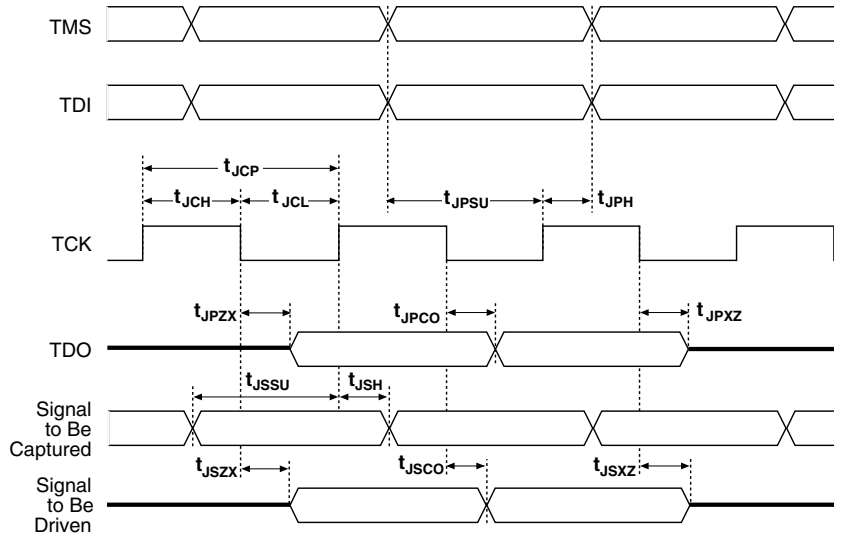 TMS
TDI
tJCP
tJCH
tJCL
tJPSU
tJPH
TCK
tJPZX
tJPCO
tJPXZ
TDO
tJSSU
tJSH
Signal
to Be
Captured
tJSZX
tJSCO
tJSXZ
Signal
to Be
Driven